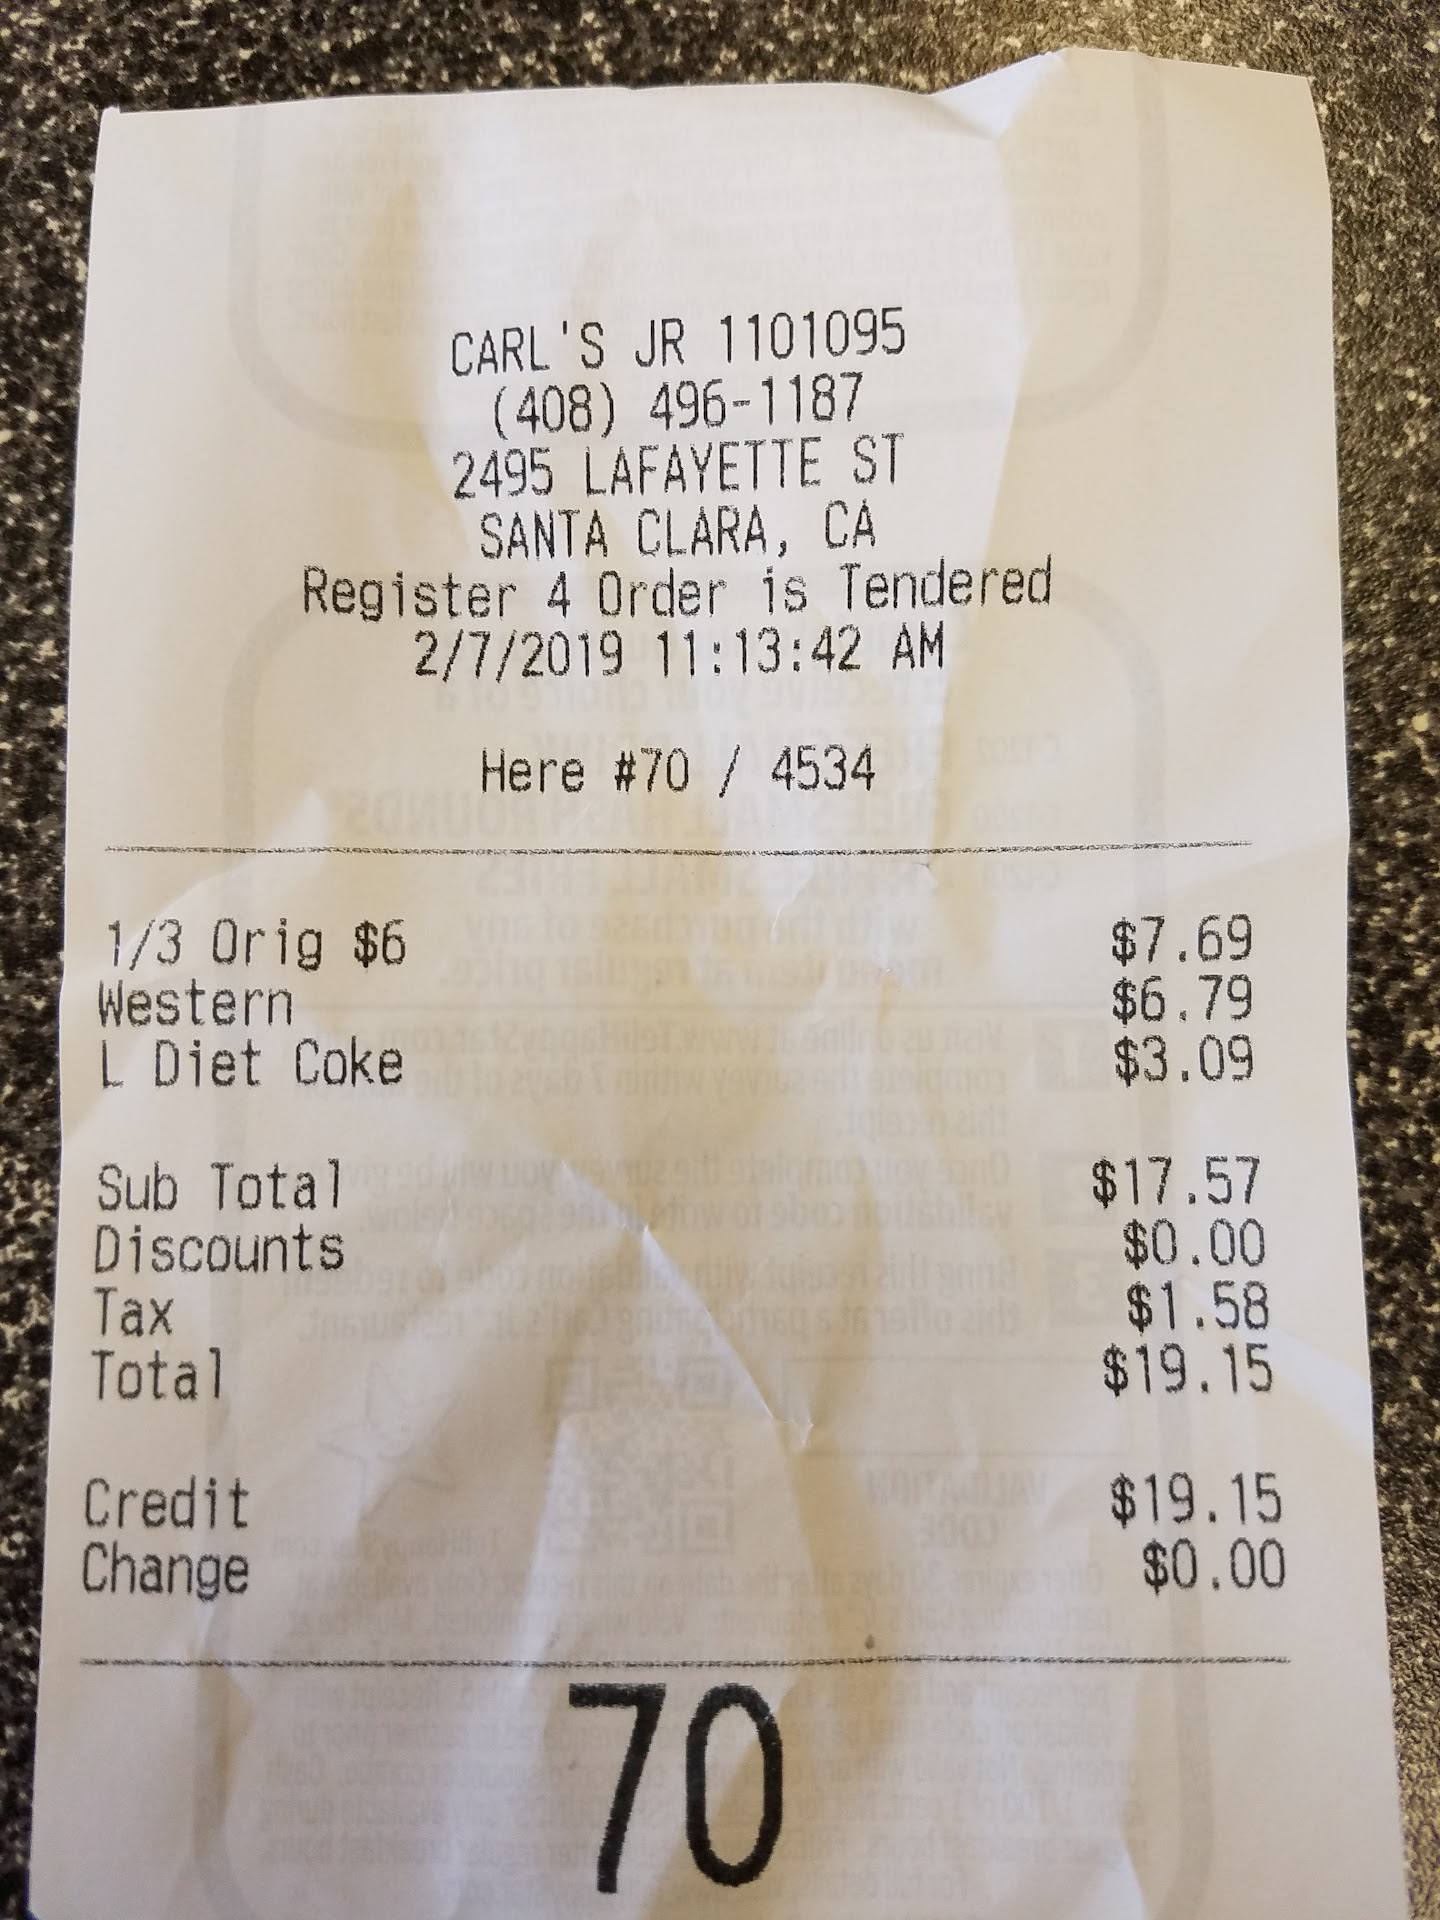 CARL'S JR 1101095
(408) 496-1187
2495 LAFAYETTE ST
SANTA CLARA, CA
Register 4 Order is Tendered
2/7/2019 11:13:42 AM
Here #70 / 4534
1/3 Orig $6 $7.69
Western $6.79
L Diet Coke $3.09
Sub Total $17.57
Discounts $0.00
Tax $1.58
Total $19.15
Credit $19.15
Change $0.00
70